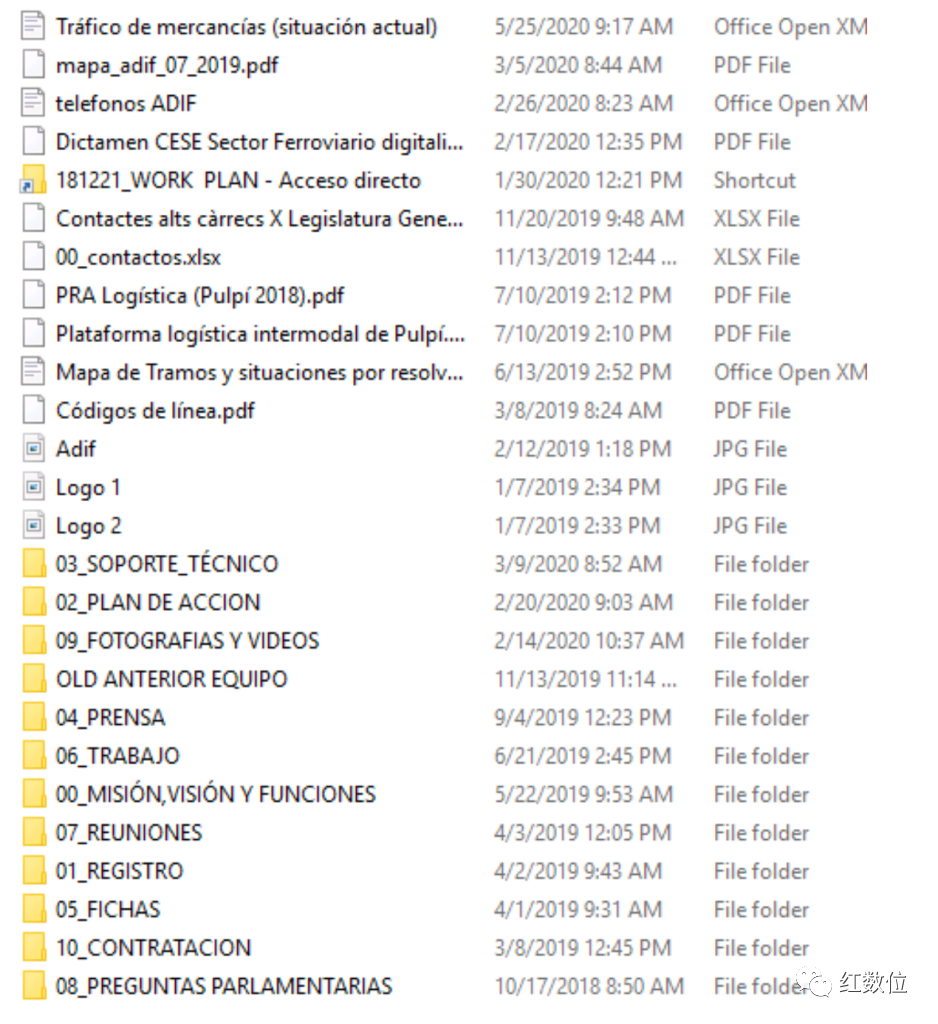 Tráfico de mercancías (situación actual) 5/25/2020 9:17 AM Office Open XM
mapa_adif_07_2019.pdf 3/5/2020 8:44 AM PDF File
telefonos ADIF 2/26/2020 8:23 AM Office Open XM
Dictamen CESE Sector Ferroviario digitali... 2/17/2020 12:35 PM PDF File
181221_WORK PLAN - Acceso directo 1/30/2020 12:21 PM Shortcut
Contactes alts càrrecs X Legislatura Gene... 11/20/2019 9:48 AM XLSX File
00_contactos.xlsx 11/13/2019 12:44 ... XLSX File
PRA Logística (Pulpí 2018).pdf 7/10/2019 2:12 PM PDF File
Plataforma logística intermodal de Pulpí.... 7/10/2019 2:10 PM PDF File
Mapa de Tramos y situaciones por resolv... 6/13/2019 2:52 PM Office Open XM
Códigos de línea.pdf 3/8/2019 8:24 AM PDF File
Adif 2/12/2019 1:18 PM JPG File
Logo 1 1/7/2019 2:34 PM JPG File
Logo 2 1/7/2019 2:33 PM JPG File
03_SOPORTE_TÉCNICO 3/9/2020 8:52 AM File folder
02_PLAN DE ACCION 2/20/2020 9:03 AM File folder
09_FOTOGRAFIAS Y VIDEOS 2/14/2020 10:37 AM File folder
OLD ANTERIOR EQUIPO 11/13/2019 11:14 ... File folder
04_PRENSA 9/4/2019 12:23 PM File folder
06_TRABAJO 6/21/2019 2:45 PM File folder
00_MISIÓN,VISIÓN Y FUNCIONES 5/22/2019 9:53 AM File folder
07_REUNIONES 4/3/2019 12:05 PM File folder
01_REGISTRO 4/2/2019 9:43 AM File folder
05_FICHAS 4/1/2019 9:31 AM File folder
10_CONTRATACION 3/8/2019 12:45 PM File folder
08_PREGUNTAS PARLAMENTARIAS 10/17/2018 8:50 AM File folder
红数位